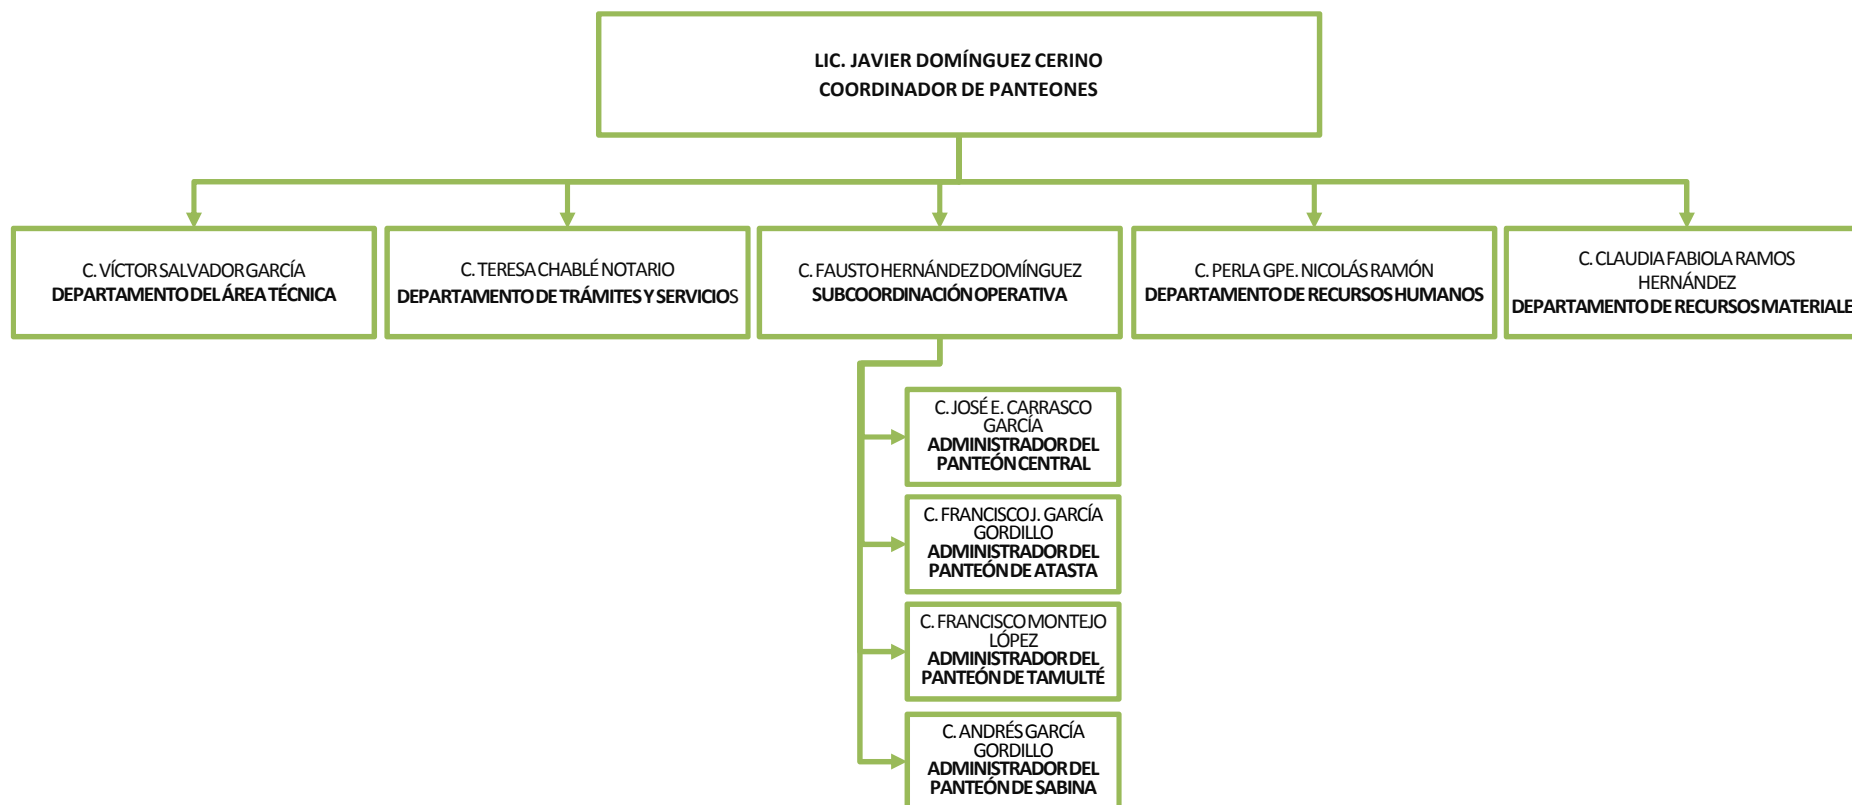 LIC. JAVIER DOMÍNGUEZ CERINO
COORDINADOR DE PANTEONES
C. VÍCTOR SALVADOR GARCÍA
DEPARTAMENTO DEL ÁREA TÉCNICA
C. TERESA CHABLÉ NOTARIO
DEPARTAMENTO DE TRÁMITES Y SERVICIOS
C. FAUSTO HERNÁNDEZ DOMÍNGUEZ
SUBCOORDINACIÓN OPERATIVA
C. PERLA GPE. NICOLÁS RAMÓN
DEPARTAMENTO DE RECURSOS HUMANOS
C. CLAUDIA FABIOLA RAMOS
HERNÁNDEZ
DEPARTAMENTO DE RECURSOS MATERIALE
C. JOSÉ E. CARRASCO
GARCÍA
ADMINISTRADOR DEL
PANTEÓN CENTRAL
C. FRANCISCO J. GARCÍA
GORDILLO
ADMINISTRADOR DEL
PANTEÓN DE ATASTA
C. FRANCISCO MONTEJO
LÓPEZ
ADMINISTRADOR DEL
PANTEÓN DE TAMULTÉ
C. ANDRÉS GARCÍA
GORDILLO
ADMINISTRADOR DEL
PANTEÓN DE SABINA